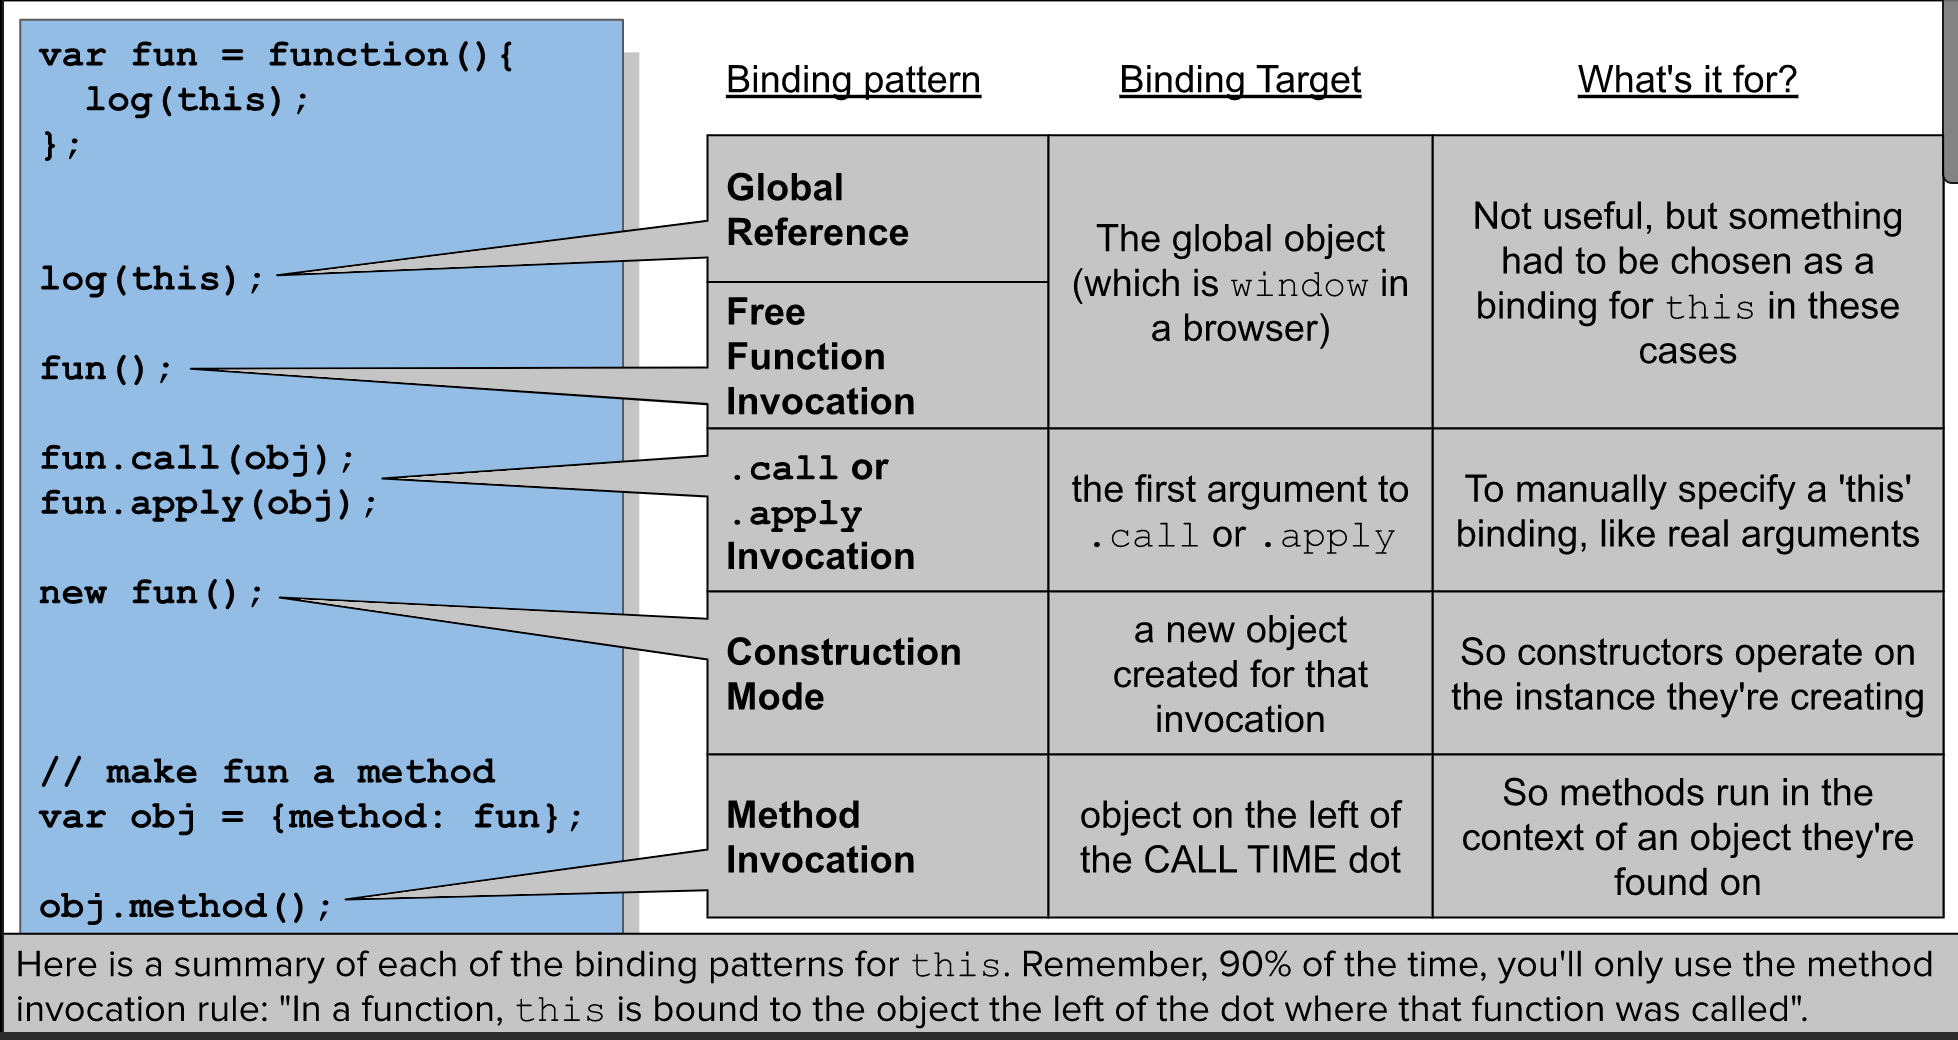 var fun = function(){
  log(this);
};
log(this);
fun();
fun.call(obj);
fun.apply(obj);
new fun();
// make fun a method
var obj = {method: fun};
obj.method();
Binding pattern
Binding Target
What's it for?
Global
Reference
Free
Function
Invocation
The global object
(which is window in
a browser)
Not useful, but something
had to be chosen as a
binding for this in these
cases
.call or
.apply
Invocation
the first argument to
.call or .apply
To manually specify a 'this'
binding, like real arguments
Construction
Mode
a new object
created for that
invocation
So constructors operate on
the instance they're creating
Method
Invocation
object on the left of
the CALL TIME dot
So methods run in the
context of an object they're
found on
Here is a summary of each of the binding patterns for this. Remember, 90% of the time, you'll only use the method
invocation rule: "In a function, this is bound to the object the left of the dot where that function was called".